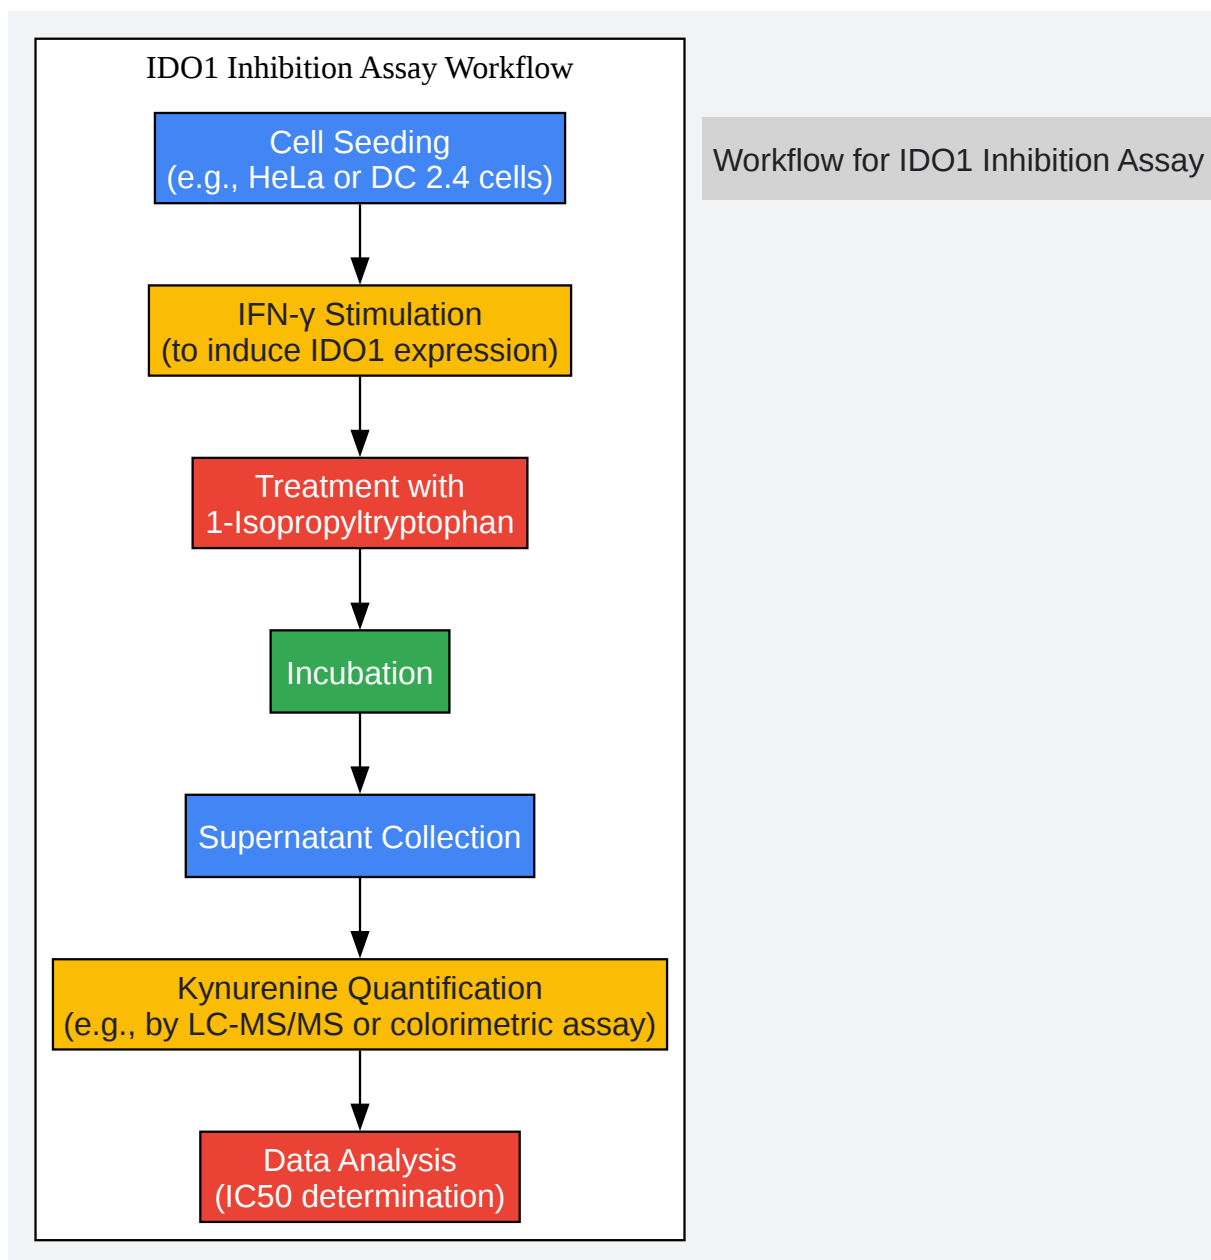 IDO1 Inhibition Assay Workflow
Cell Seeding
(e.g., HeLa or DC 2.4 cells)
Workflow for IDO1 Inhibition Assay
IFN-γ Stimulation
(to induce IDO1 expression)
Treatment with
1-Isopropyltryptophan
Incubation
Supernatant Collection
Kynurenine Quantification
(e.g., by LC-MS/MS or colorimetric assay)
Data Analysis
(IC50 determination)